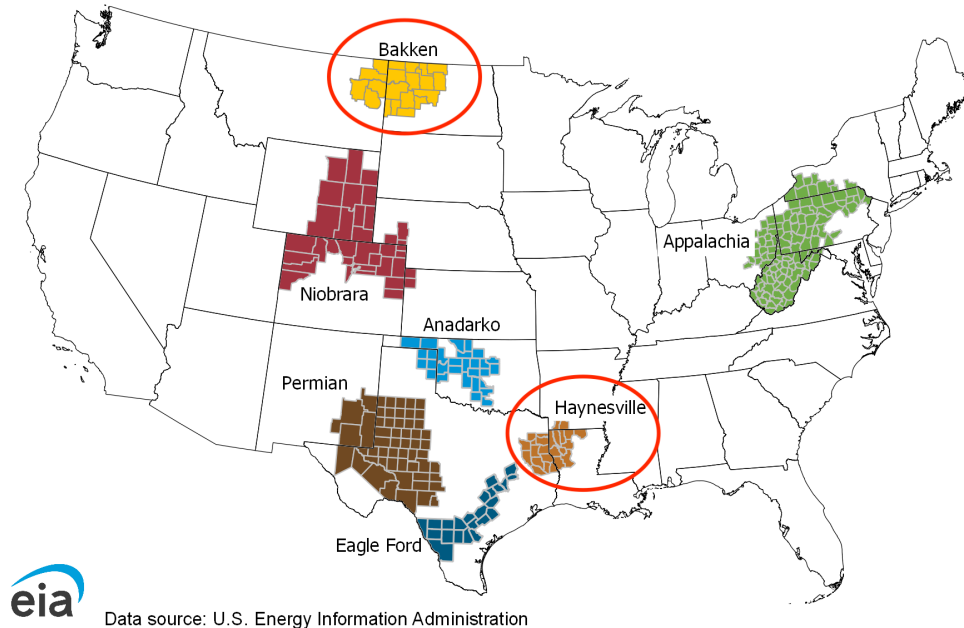 Bakken
Appalachia
Niobrara
Anadarko
Permian
Haynesville
Eagle Ford
eia
Data source: U.S. Energy Information Administration